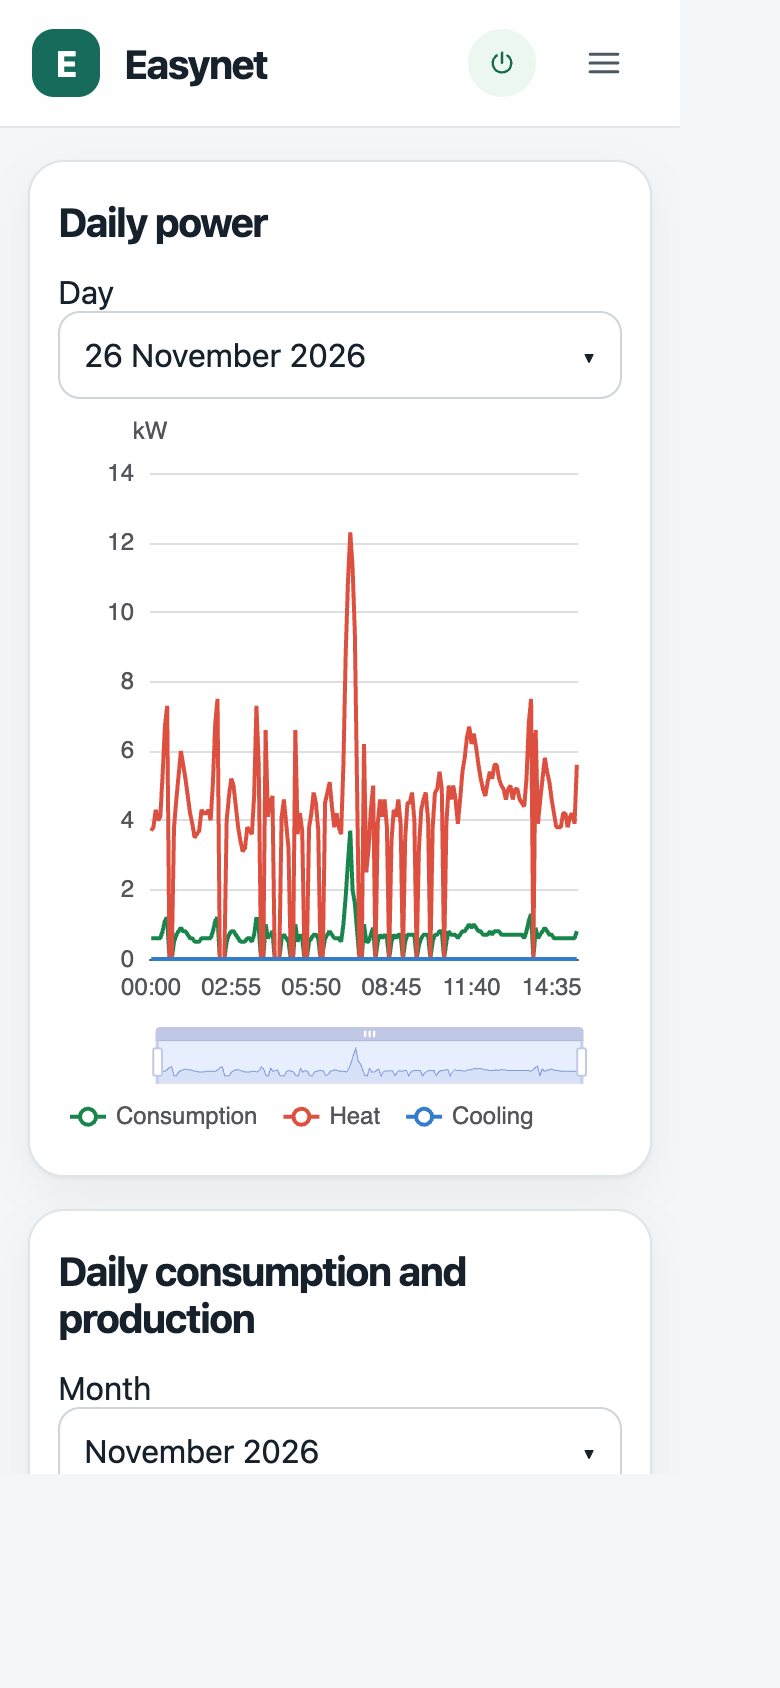 E Easynet
Daily power
Day
26 November 2026
kW
14
12
10
8
6
4
2
0
00:00 02:55 05:50 08:45 11:40 14:35
Consumption Heat Cooling
Daily consumption and
production
Month
November 2026